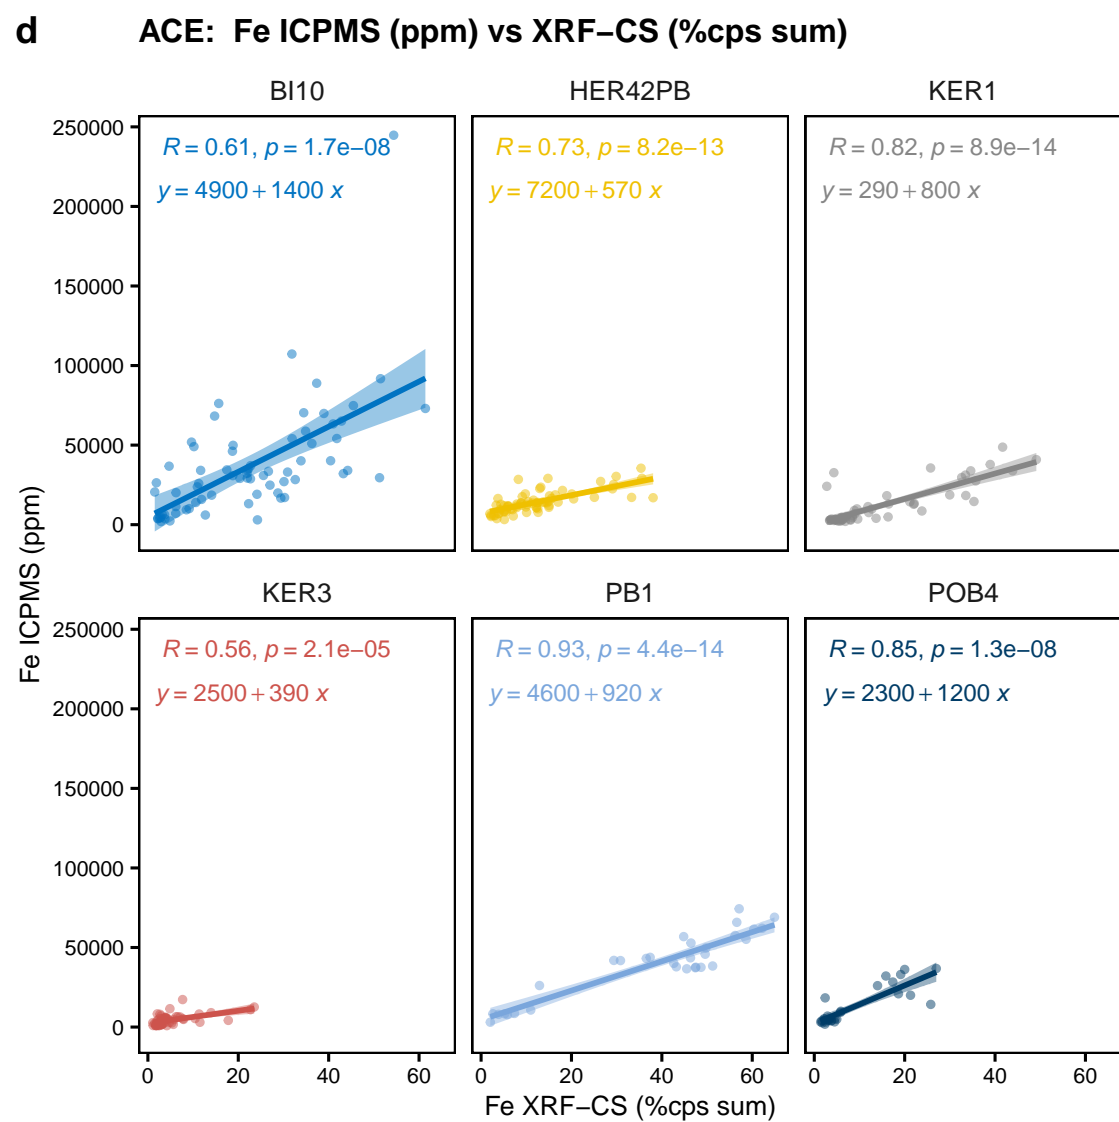 d ACE: Fe ICPMS (ppm) vs XRF−CS (%cps sum)
BI10 HER42PB KER1
R = 0.61, p = 1.7e−08 R = 0.73, p = 8.2e−13 R = 0.82, p = 8.9e−14
y = 4900 + 1400 x y = 7200 + 570 x y = 290 + 800 x
250000
200000
150000
100000
50000
0
Fe ICPMS (ppm)
KER3 PB1 POB4
R = 0.56, p = 2.1e−05 R = 0.93, p = 4.4e−14 R = 0.85, p = 1.3e−08
y = 2500 + 390 x y = 4600 + 920 x y = 2300 + 1200 x
250000
200000
150000
100000
50000
0
0 20 40 60 0 20 40 60 0 20 40 60
Fe XRF−CS (%cps sum)